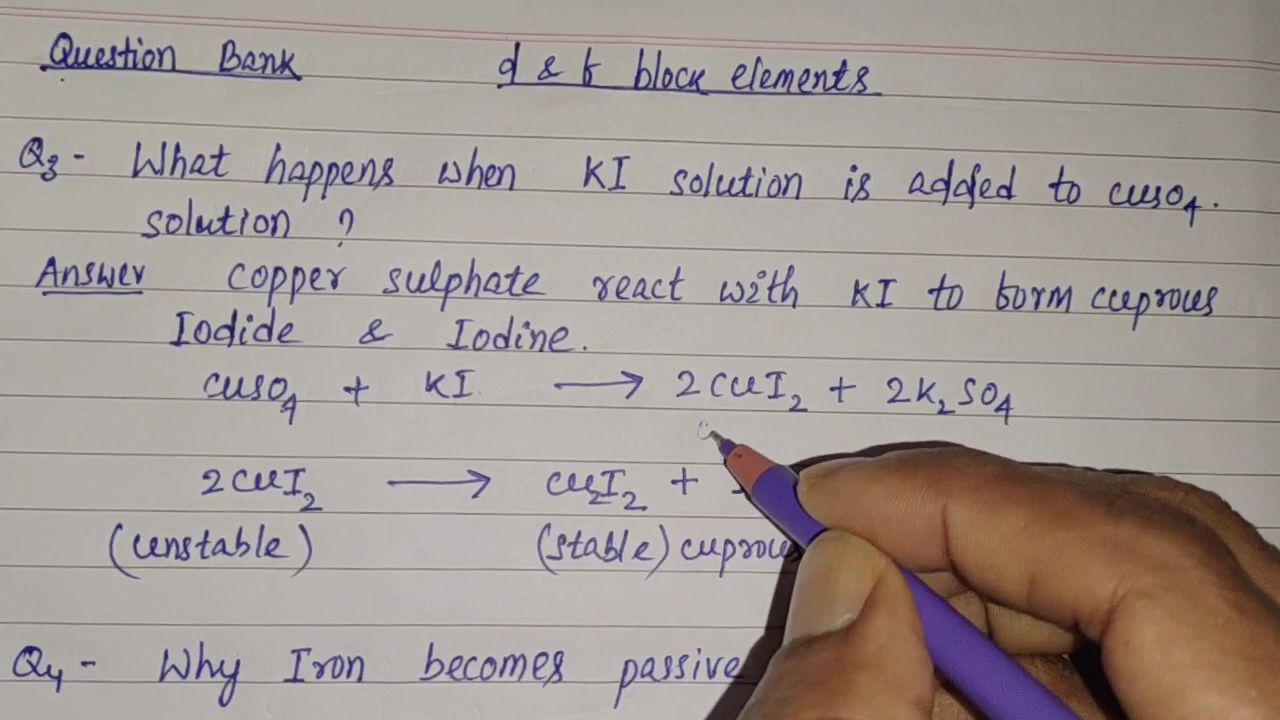 Question Bank d & f block elements
Q3 - What happens when KI solution is added to CuSO4.
solution ?
Answer Copper sulphate react with KI to form cuprous
Iodide & Iodine.
CuSO4 + KI → 2CuI2 + 2K2SO4
2CuI2 → Cu2I2 +
(unstable) (stable) cuprous
Q4 - Why Iron becomes passive